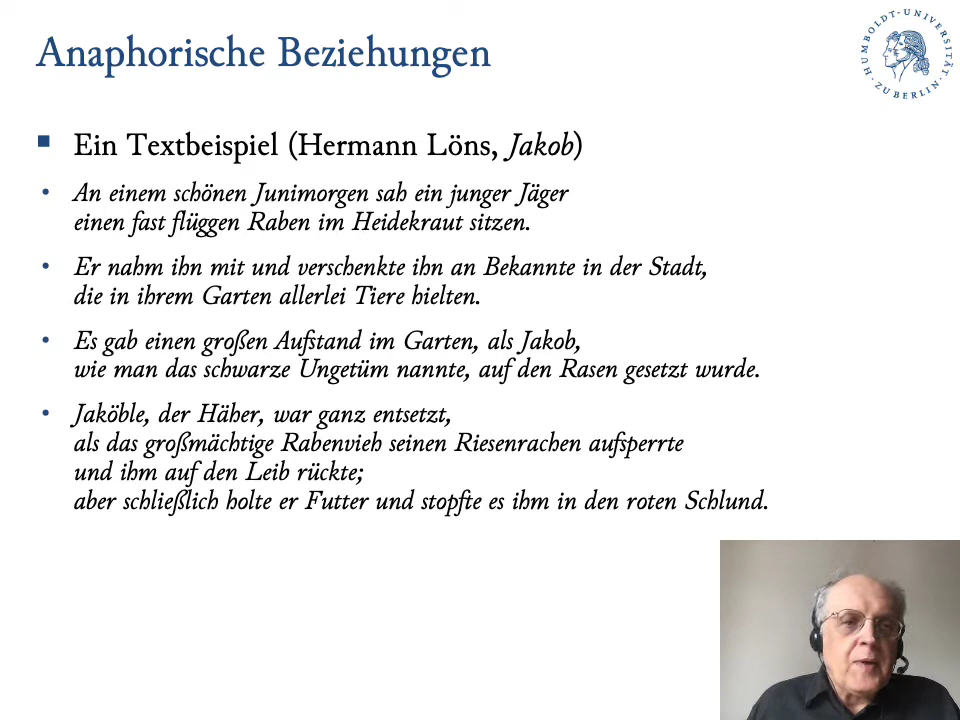 Anaphorische Beziehungen
HUMBOLDT-UNIVERSITÄT
ZU BERLIN
Ein Textbeispiel (Hermann Löns, Jakob)
An einem schönen Junimorgen sah ein junger Jäger
einen fast flüggen Raben im Heidekraut sitzen.
Er nahm ihn mit und verschenkte ihn an Bekannte in der Stadt,
die in ihrem Garten allerlei Tiere hielten.
Es gab einen großen Aufstand im Garten, als Jakob,
wie man das schwarze Ungetüm nannte, auf den Rasen gesetzt wurde.
Jaköble, der Häher, war ganz entsetzt,
als das großmächtige Rabenvieh seinen Riesenrachen aufsperrte
und ihm auf den Leib rückte;
aber schließlich holte er Futter und stopfte es ihm in den roten Schlund.